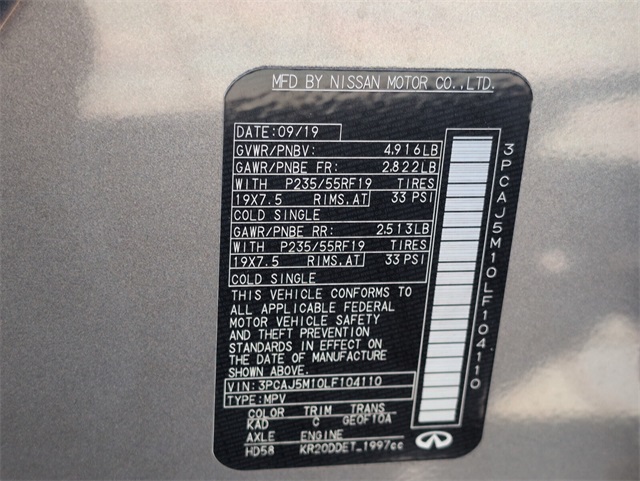 MFD BY NISSAN MOTOR CO.,LTD.
DATE:09/19
GVWR/PNBV: 4,916LB
GAWR/PNBE FR: 2,822LB
WITH P235/55RF19 TIRES
19X7.5 RIMS,AT 33 PSI
COLD SINGLE
GAWR/PNBE RR: 2,513LB
WITH P235/55RF19 TIRES
19X7.5 RIMS,AT 33 PSI
COLD SINGLE
THIS VEHICLE CONFORMS TO
ALL APPLICABLE FEDERAL
MOTOR VEHICLE SAFETY
AND THEFT PREVENTION
STANDARDS IN EFFECT ON
THE DATE OF MANUFACTURE
SHOWN ABOVE.
VIN:3PCAJ5M10LF104110
TYPE:MPV
COLOR TRIM TRANS
KAD C GE0F10A
AXLE ENGINE
HD58 KR20DDET_1997cc
3PCAJ5M10LF104110